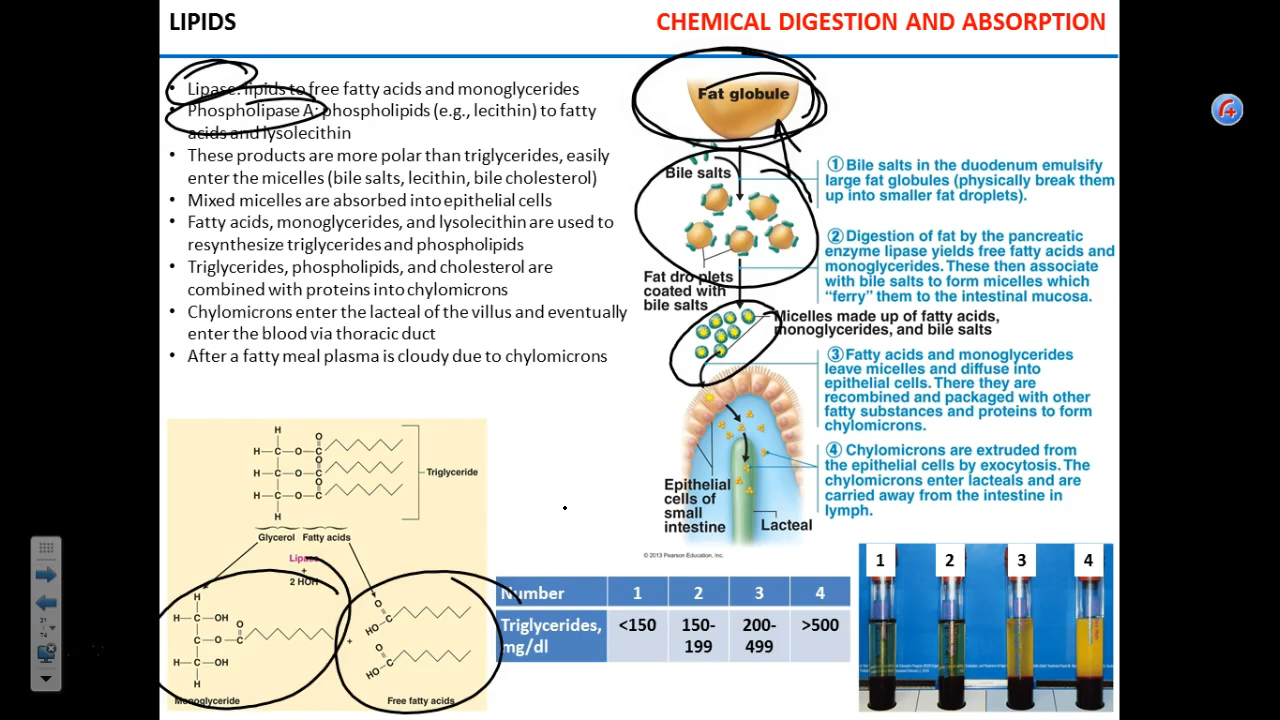 LIPIDS
CHEMICAL DIGESTION AND ABSORPTION
• Lipase: lipids to free fatty acids and monoglycerides
• Phospholipase A: phospholipids (e.g., lecithin) to fatty
acids and lysolecithin
• These products are more polar than triglycerides, easily
enter the micelles (bile salts, lecithin, bile cholesterol)
• Mixed micelles are absorbed into epithelial cells
• Fatty acids, monoglycerides, and lysolecithin are used to
resynthesize triglycerides and phospholipids
• Triglycerides, phospholipids, and cholesterol are
combined with proteins into chylomicrons
• Chylomicrons enter the lacteal of the villus and eventually
enter the blood via thoracic duct
• After a fatty meal plasma is cloudy due to chylomicrons
Fat globule
Bile salts
① Bile salts in the duodenum emulsify
large fat globules (physically break them
up into smaller fat droplets).
Fat dro plets
coated with
bile salts
② Digestion of fat by the pancreatic
enzyme lipase yields free fatty acids and
monoglycerides. These then associate
with bile salts to form micelles which
“ferry” them to the intestinal mucosa.
Micelles made up of fatty acids,
monoglycerides, and bile salts
③ Fatty acids and monoglycerides
leave micelles and diffuse into
epithelial cells. There they are
recombined and packaged with other
fatty substances and proteins to form
chylomicrons.
④ Chylomicrons are extruded from
the epithelial cells by exocytosis. The
chylomicrons enter lacteals and are
carried away from the intestine in
lymph.
Epithelial
cells of
small
intestine
Lacteal
© 2013 Pearson Education, Inc.
H
H C O C O
H C O C O
H C O C O
H
Triglyceride
Glycerol Fatty acids
Lipase
+
2 HOH
H
H C OH
C O C O
H C OH
H
Monoglyceride
+
O
HO C
O
HO C
Free fatty acids
Number 1 2 3 4
Triglycerides, <150 150- 200- >500
mg/dl 199 499
1 2 3 4
31
74